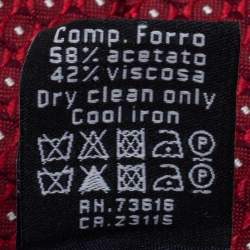 Comp. Forro
58% acetato
42% viscosa
Dry clean only
Cool iron
RN.73616
CA.23115